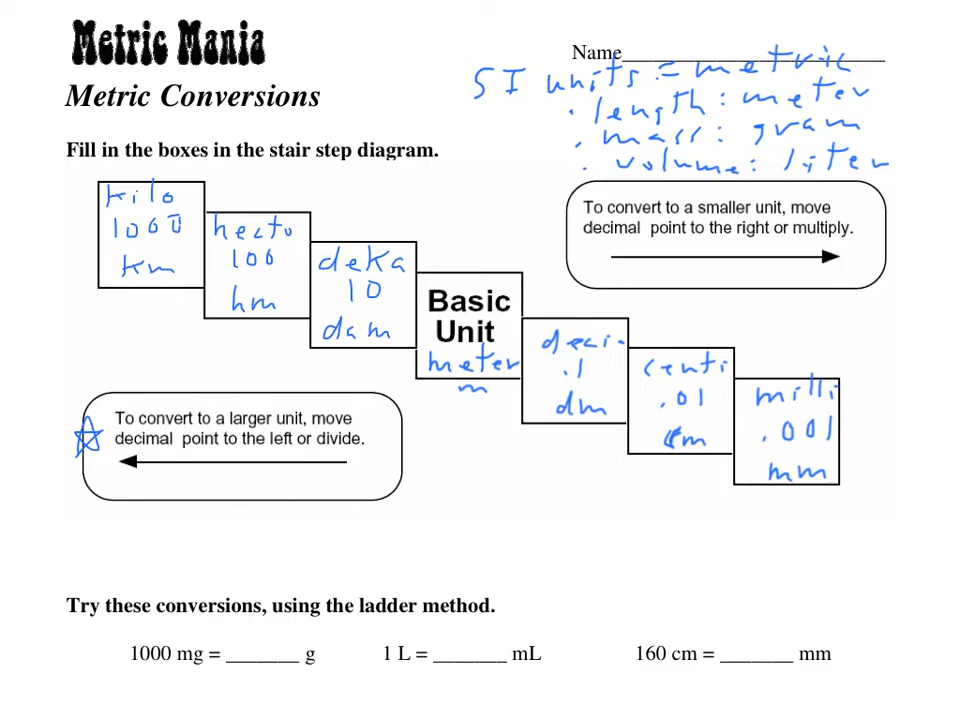 Metric Mania
Name__________________________
SI units = metric
Metric Conversions
· length: meter
· mass: gram
Fill in the boxes in the stair step diagram.
· volume: liter
kilo
1000
km
hecto
100
hm
deka
10
dam
Basic
Unit
meter
m
deci-
.1
dm
centi
.01
cm
milli
.001
mm
To convert to a smaller unit, move
decimal point to the right or multiply.
To convert to a larger unit, move
decimal point to the left or divide.
Try these conversions, using the ladder method.
1000 mg = _______ g 1 L = _______ mL 160 cm = _______ mm